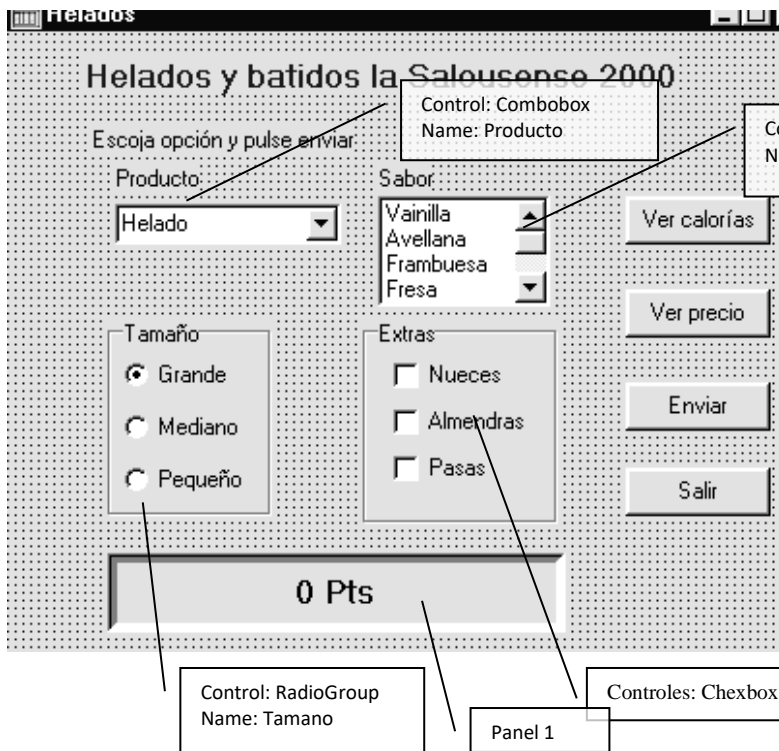 Helados
Helados y batidos la Salousense 2000
Control: Combobox
Name: Producto
Escoja opción y pulse enviar
Producto
Sabor
Helado
Vainilla
Avellana
Frambuesa
Fresa
Ver calorías
Ver precio
Enviar
Salir
Tamaño
Grande
Mediano
Pequeño
Extras
Nueces
Almendras
Pasas
0 Pts
Control: RadioGroup
Name: Tamano
Panel 1
Controles: Chexbox